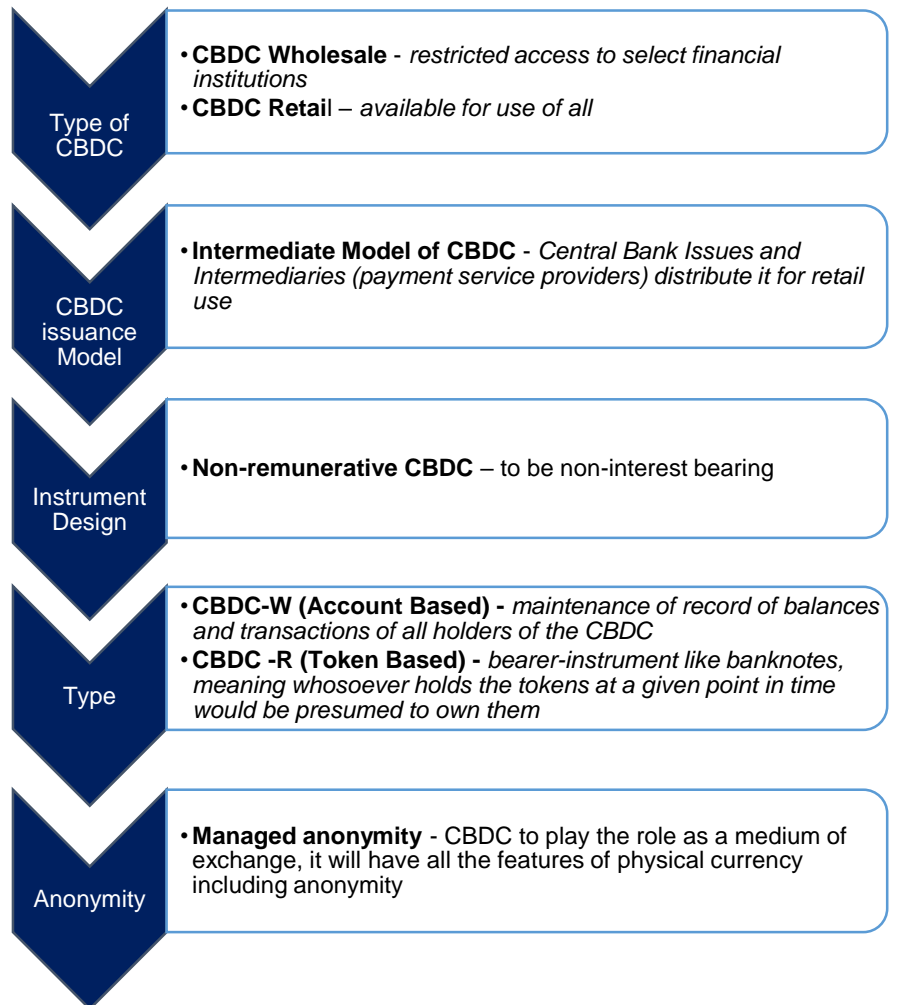 Type of
CBDC
• CBDC Wholesale - restricted access to select financial
institutions
• CBDC Retail – available for use of all
CBDC
issuance
Model
• Intermediate Model of CBDC - Central Bank Issues and
Intermediaries (payment service providers) distribute it for retail
use
Instrument
Design
• Non-remunerative CBDC – to be non-interest bearing
Type
• CBDC-W (Account Based) - maintenance of record of balances
and transactions of all holders of the CBDC
• CBDC -R (Token Based) - bearer-instrument like banknotes,
meaning whosoever holds the tokens at a given point in time
would be presumed to own them
Anonymity
• Managed anonymity - CBDC to play the role as a medium of
exchange, it will have all the features of physical currency
including anonymity